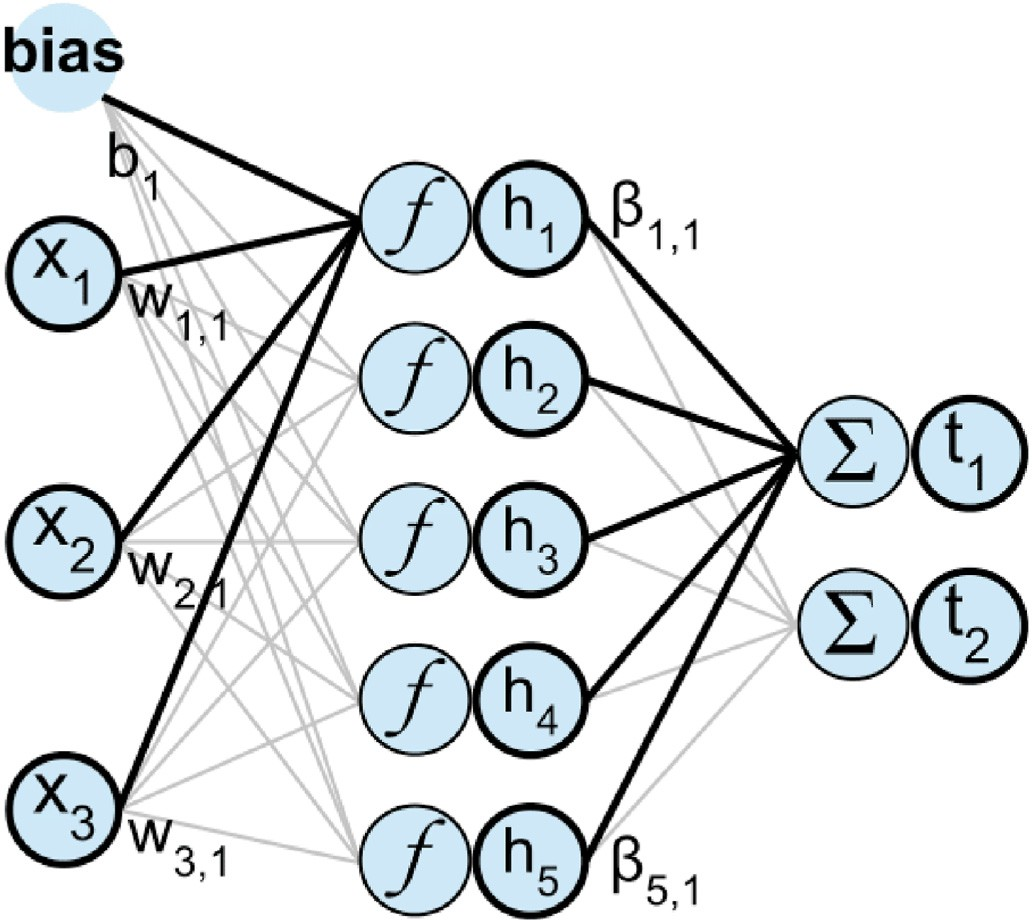 bias
b₁
f h₁ β₁,₁
x₁
w₁,₁
f h₂
Σ t₁
x₂
w₂,₁
f h₃
Σ t₂
f h₄
x₃
w₃,₁
f h₅ β₅,₁